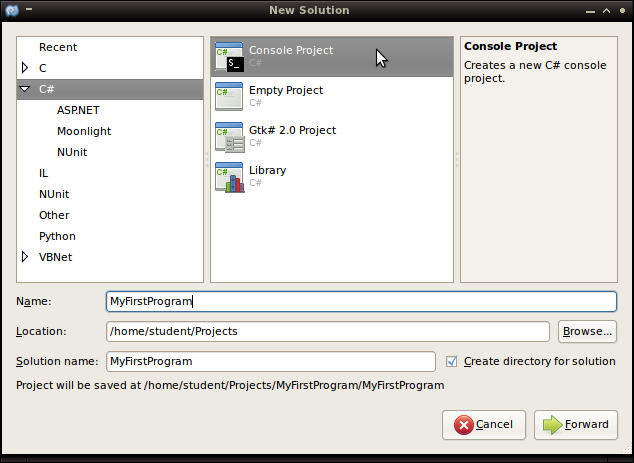 New Solution
Recent
C
C#
ASP.NET
Moonlight
NUnit
IL
NUnit
Other
Python
VBNet
C#
S_
Console Project
C#
C#
Empty Project
C#
C#
Gtk# 2.0 Project
C#
C#
Library
C#
Console Project
Creates a new C# console
project.
Name: MyFirstProgram
Location: /home/student/Projects Browse...
Solution name: MyFirstProgram Create directory for solution
Project will be saved at /home/student/Projects/MyFirstProgram/MyFirstProgram
Cancel Forward